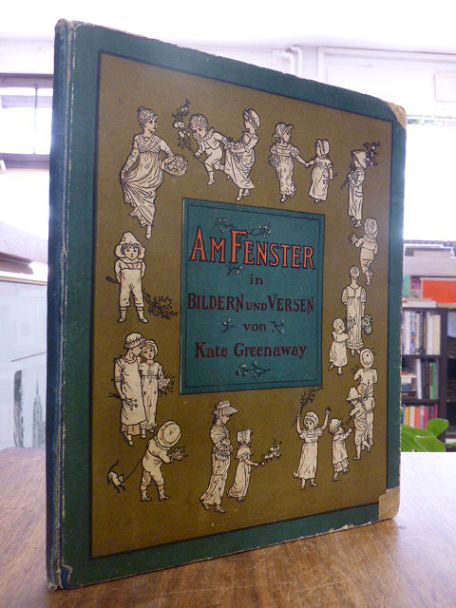 AM FENSTER
in
BILDERN UND VERSEN
von
Kate Greenaway